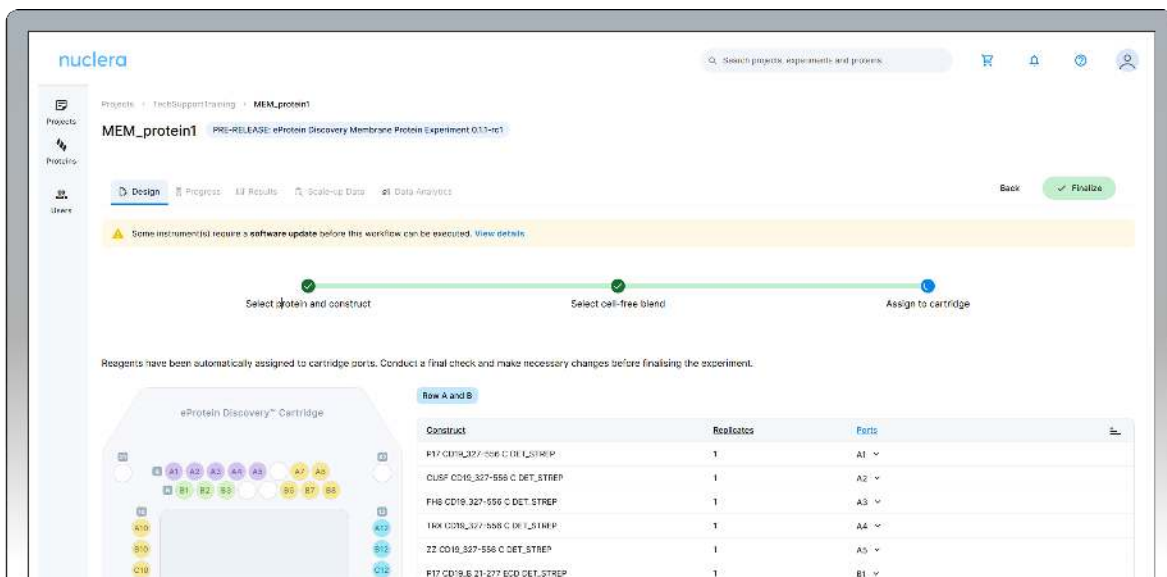 nuclera
Search projects, experiments and proteins
Projects
Proteins
Users
Projects > TechSupportTraining > MEM_protein1
MEM_protein1 PRE-RELEASE: eProtein Discovery Membrane Protein Experiment 0.1.1-rc1
Design Progress Results Scale-up Data Data Analytics Back Finalize
Some instrument(s) require a software update before this workflow can be executed. View details
Select protein and construct Select cell-free blend Assign to cartridge
Reagents have been automatically assigned to cartridge ports. Conduct a final check and make necessary changes before finalising the experiment.
eProtein Discovery™ Cartridge
A1 A2 A3 A4 A5 A7 A8
B1 B2 B3 B6 B7 B8
A10 A12
B10 B12
C10 C12
Row A and B
Construct Replicates Ports
P17 CD19_327-556 C DET_STREP 1 A1
CUSF CD19_327-556 C DET_STREP 1 A2
FH8 CD19_327-556 C DET_STREP 1 A3
TRX CD19_327-556 C DET_STREP 1 A4
ZZ CD19_327-556 C DET_STREP 1 A5
P17 CD19_B 21-277 ECD DET_STREP 1 B1